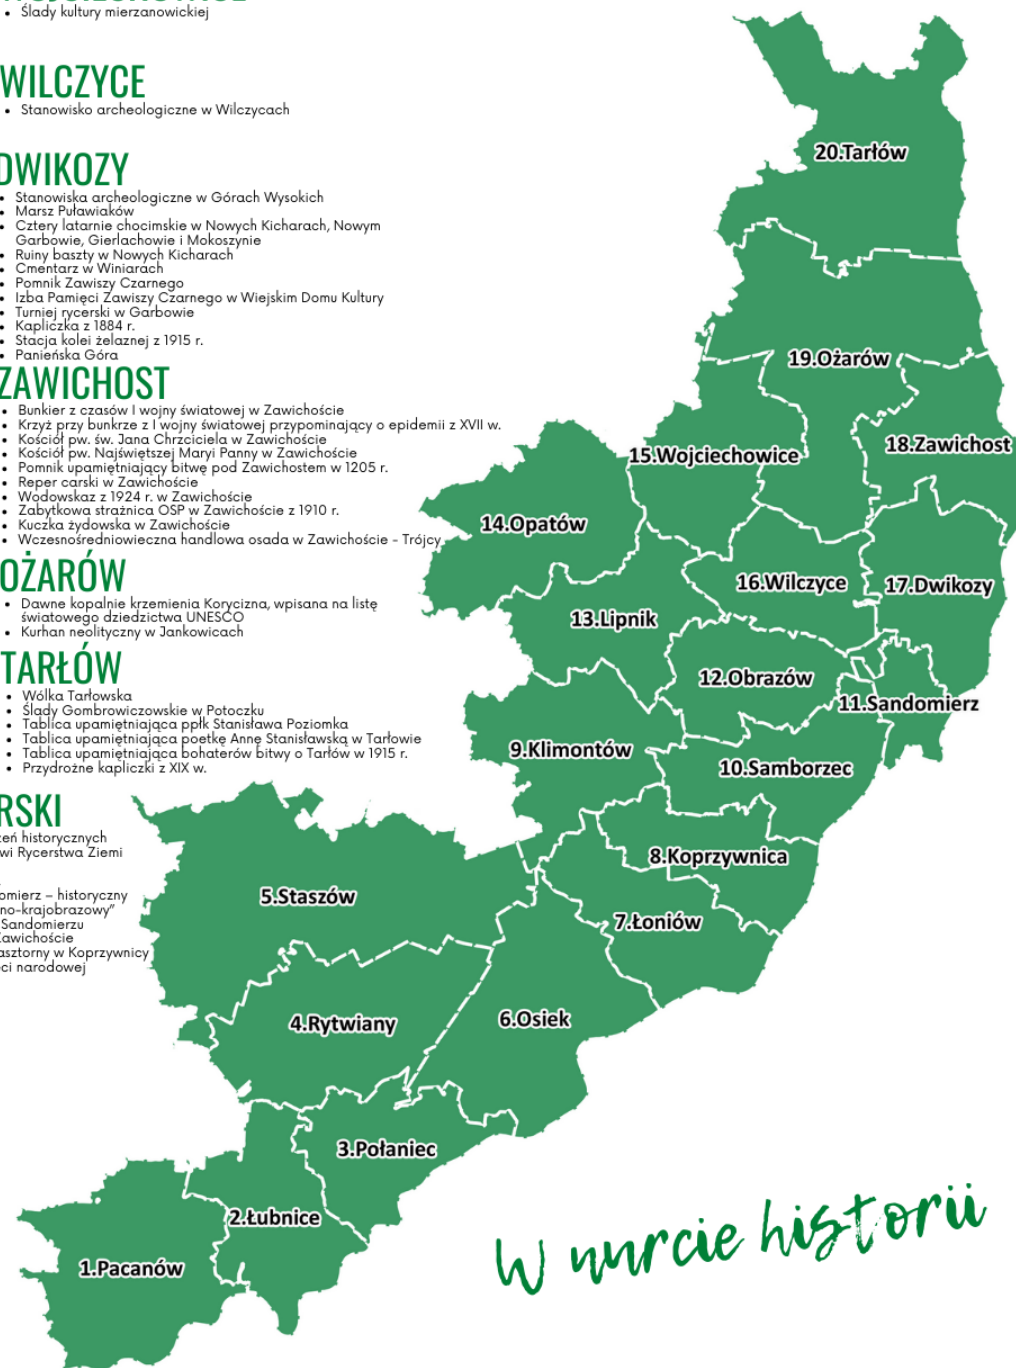 Ślady kultury mierzanowickiej
WILCZYCE
Stanowisko archeologiczne w Wilczycach
DWIKOZY
Stanowiska archeologiczne w Górach Wysokich
Marsz Puławiaków
Cztery latarnie chocimskie w Nowych Kicharach, Nowym
Garbowie, Gierlachowie i Mokoszynie
Ruiny baszty w Nowych Kicharach
Cmentarz w Winiarach
Pomnik Zawiszy Czarnego
Izba Pamięci Zawiszy Czarnego w Wiejskim Domu Kultury
Turniej rycerski w Garbowie
Kapliczka z 1884 r.
Stacja kolei żelaznej z 1915 r.
Panieńska Góra
ZAWICHOST
Bunkier z czasów I wojny światowej w Zawichoście
Krzyż przy bunkrze z I wojny światowej przypominający o epidemii z XVII w.
Kościół pw. św. Jana Chrzciciela w Zawichoście
Kościół pw. Najświętszej Maryi Panny w Zawichoście
Pomnik upamiętniający bitwę pod Zawichostem w 1205 r.
Reper carski w Zawichoście
Wodowskaz z 1924 r. w Zawichoście
Zabytkowa strażnica OSP w Zawichoście z 1910 r.
Kuczka żydowska w Zawichoście
Wczesnośredniowieczna handlowa osada w Zawichoście - Trójcy
OŻARÓW
Dawne kopalnie krzemienia Korycizna, wpisana na listę
światowego dziedzictwa UNESCO
Kurhan neolityczny w Jankowicach
TARŁÓW
Wólka Tarłowska
Ślady Gombrowiczowskie w Potoczku
Tablica upamiętniająca ppłk Stanisława Poziomka
Tablica upamiętniająca poetkę Annę Stanisławską w Tarłowie
Tablica upamiętniająca bohaterów bitwy o Tarłów w 1915 r.
Przydrożne kapliczki z XIX w.
RSKI
zeń historycznych
wi Rycerstwa Ziemi
omierz – historyczny
no-krajobrazowy"
Sandomierzu
Zawichoście
asztorny w Koprzywnicy
ci narodowej
20.Tarłów
19.Ożarów
18.Zawichost
15.Wojciechowice
14.Opatów
16.Wilczyce
17.Dwikozy
13.Lipnik
12.Obrazów
11.Sandomierz
9.Klimontów
10.Samborzec
8.Koprzywnica
5.Staszów
7.Łoniów
6.Osiek
4.Rytwiany
3.Połaniec
2.Łubnice
1.Pacanów
W nurcie historii